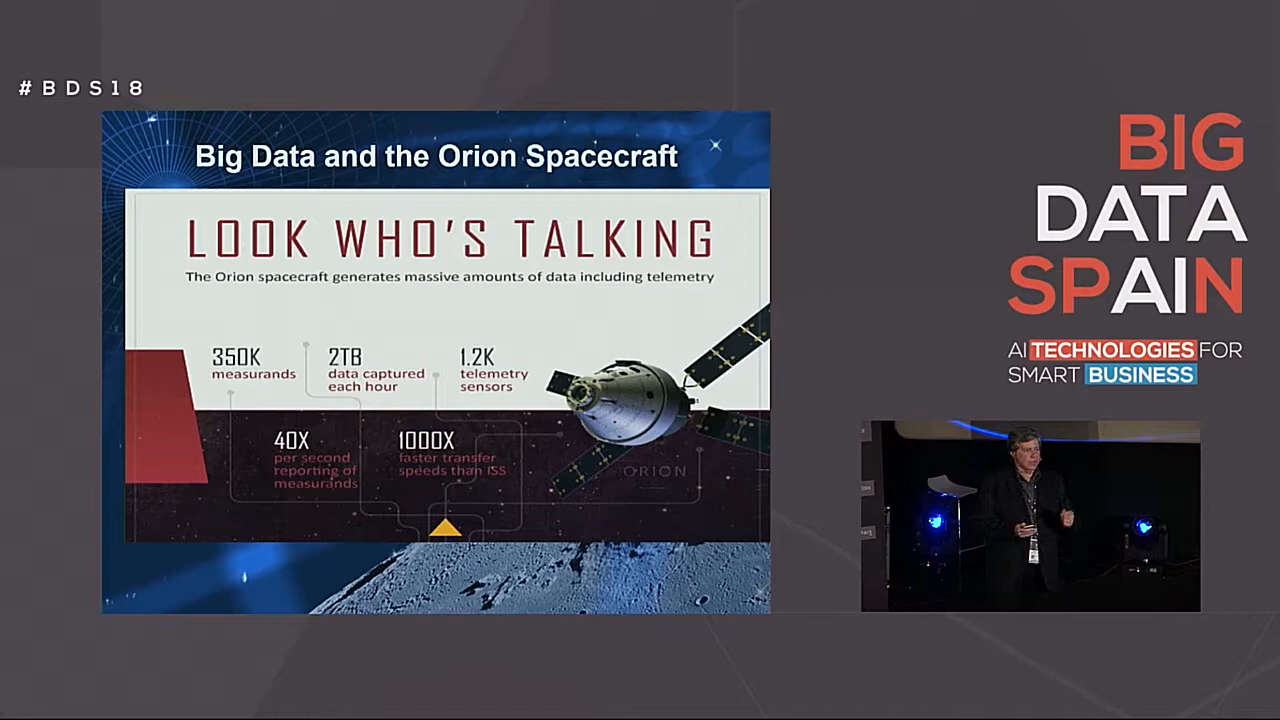 #BDS18
Big Data and the Orion Spacecraft
LOOK WHO'S TALKING
The Orion spacecraft generates massive amounts of data including telemetry
350K
measurands
2TB
data captured
each hour
1.2K
telemetry
sensors
40X
per second
reporting of
measurands
1000X
faster transfer
speeds than ISS
ORION
BIG
DATA
SPAIN
AI TECHNOLOGIES FOR
SMART BUSINESS